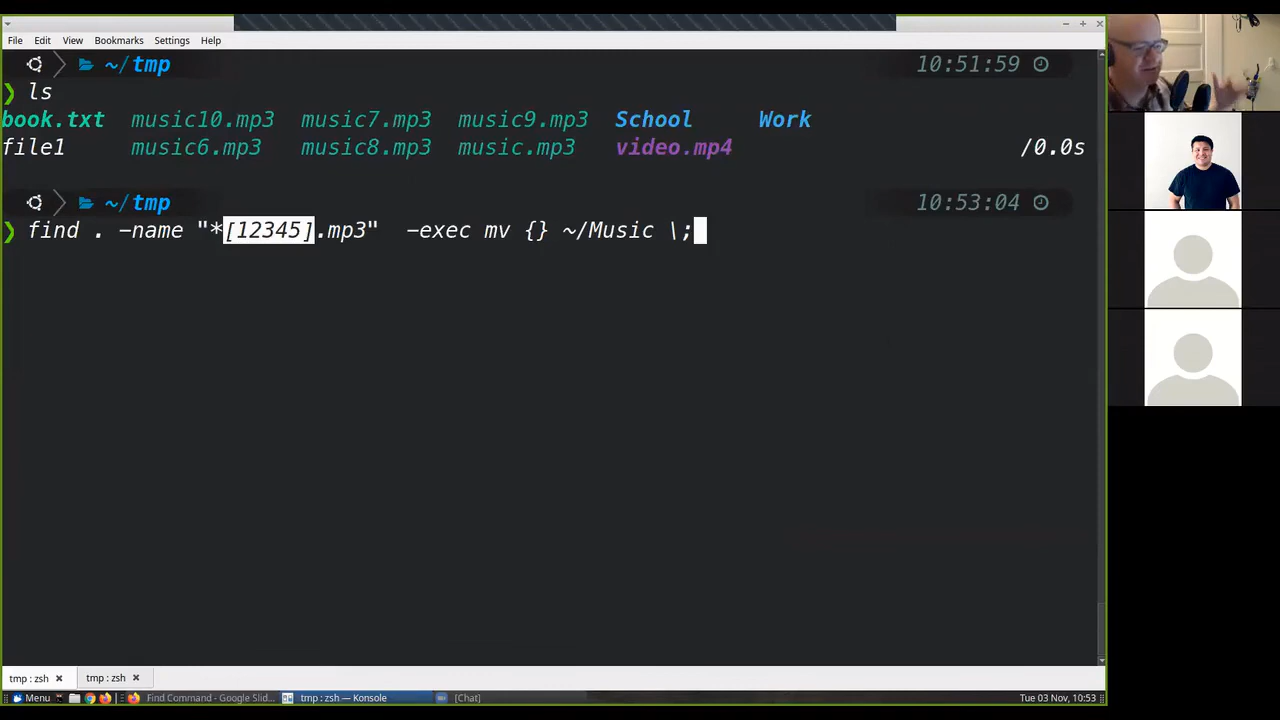 File Edit View Bookmarks Settings Help
~/tmp 10:51:59
❯ ls
book.txt music10.mp3 music7.mp3 music9.mp3 School Work
file1 music6.mp3 music8.mp3 music.mp3 video.mp4 /0.0s
~/tmp 10:53:04
❯ find . -name "*[12345].mp3" -exec mv {} ~/Music \;
tmp : zsh tmp : zsh
Menu Find Command - Google Slid... tmp : zsh — Konsole [Chat] Tue 03 Nov, 10:53